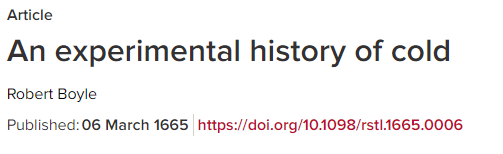 Article
An experimental history of cold
Robert Boyle
Published: 06 March 1665 https://doi.org/10.1098/rstl.1665.0006